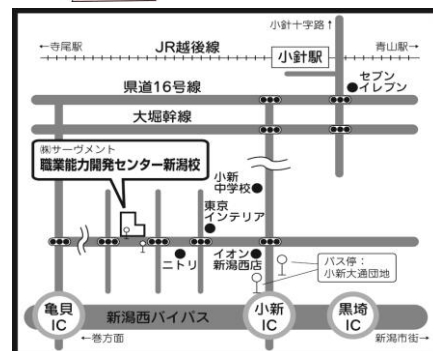 小針十字路↑
←寺尾駅
JR越後線
小針駅
青山駅→
セブン
イレブン
県道16号線
大堀幹線
㈱サーヴメント
職業能力開発センター新潟校
小新
中学校
東京
インテリア
ニトリ
イオン
新潟西店
バス停:
小新大通団地
亀貝
IC
新潟西バイパス
小新
IC
黒埼
IC
←巻方面
新潟市街→